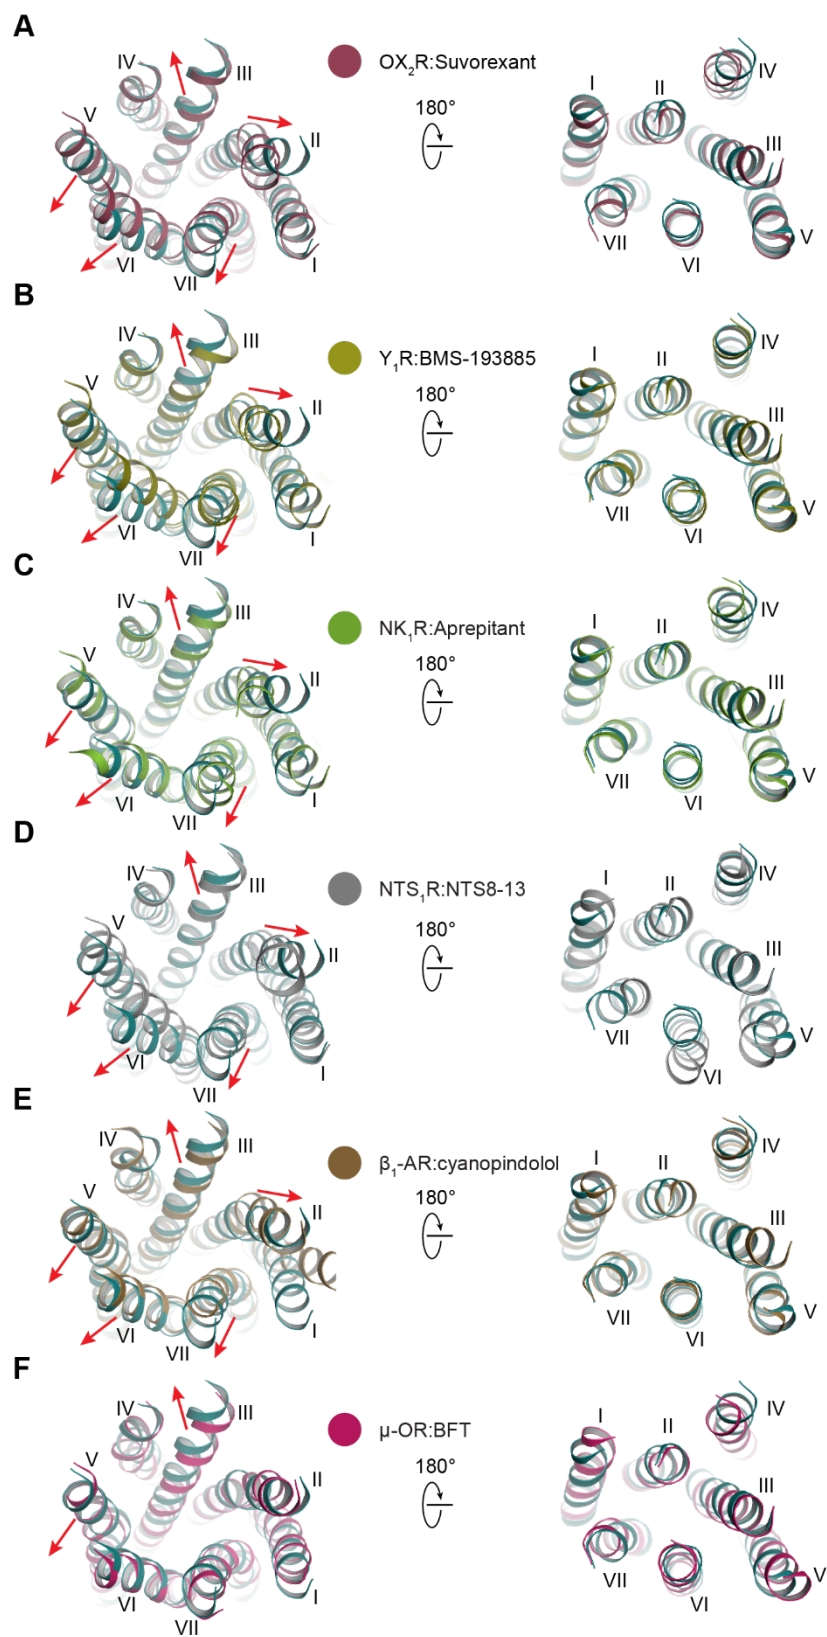 A
IV
III
V
II
VI
VII
I
OX₂R:Suvorexant
180°
I
II
IV
III
VII
VI
V
B
IV
III
V
II
VI
VII
I
Y₁R:BMS-193885
180°
I
II
IV
III
VII
VI
V
C
IV
III
V
II
VI
VII
I
NK₁R:Aprepitant
180°
I
II
IV
III
VII
VI
V
D
IV
III
V
II
VI
VII
I
NTS₁R:NTS8-13
180°
I
II
IV
III
VII
VI
V
E
IV
III
V
II
VI
VII
I
β₁-AR:cyanopindolol
180°
I
II
IV
III
VII
VI
V
F
IV
III
V
II
VI
VII
I
μ-OR:BFT
180°
I
II
IV
III
VII
VI
V